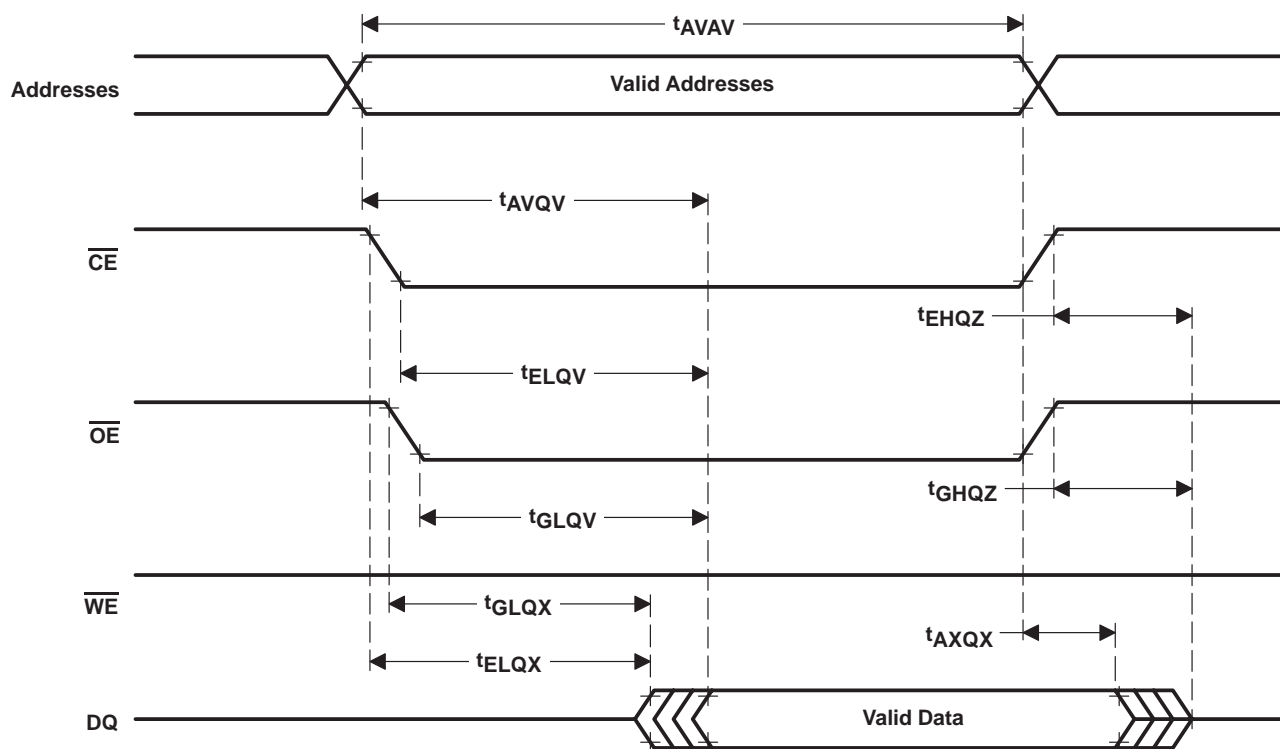 tAVAV
Addresses
Valid Addresses
tAVQV
CE
tEHQZ
tELQV
OE
tGHQZ
tGLQV
WE
tGLQX
tAXQX
tELQX
DQ
Valid Data